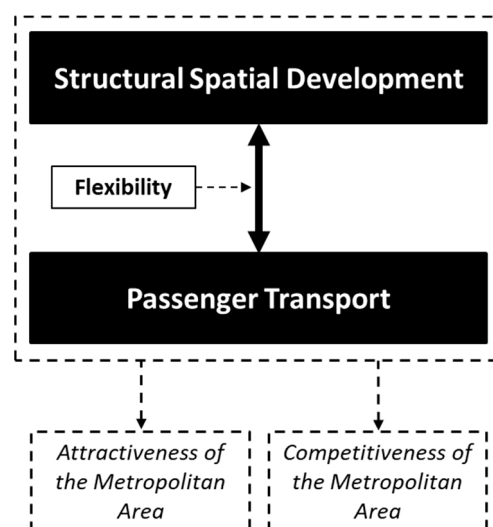 Structural Spatial Development
Flexibility
Passenger Transport
Attractiveness of
the Metropolitan
Area
Competitiveness of
the Metropolitan
Area